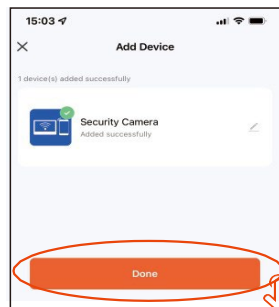 15:03
Add Device
1 device(s) added successfully
Security Camera
Added successfully
Done